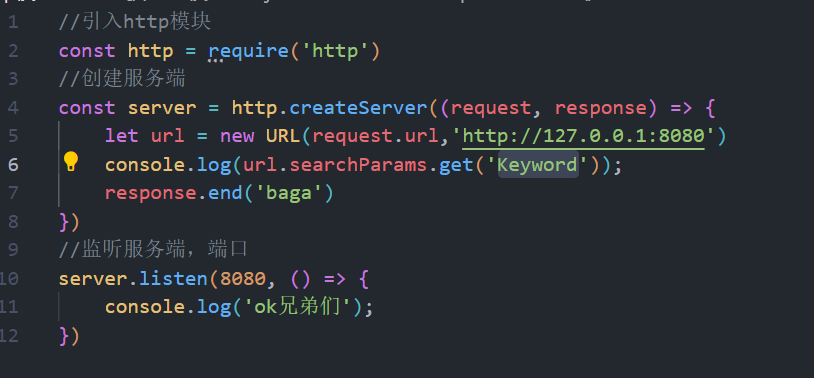 1 //引入http模块
2 const http = require('http')
3 //创建服务端
4 const server = http.createServer((request, response) => {
5 let url = new URL(request.url,'http://127.0.0.1:8080')
6 console.log(url.searchParams.get('Keyword'));
7 response.end('baga')
8 })
9 //监听服务端，端口
10 server.listen(8080, () => {
11 console.log('ok兄弟们');
12 })